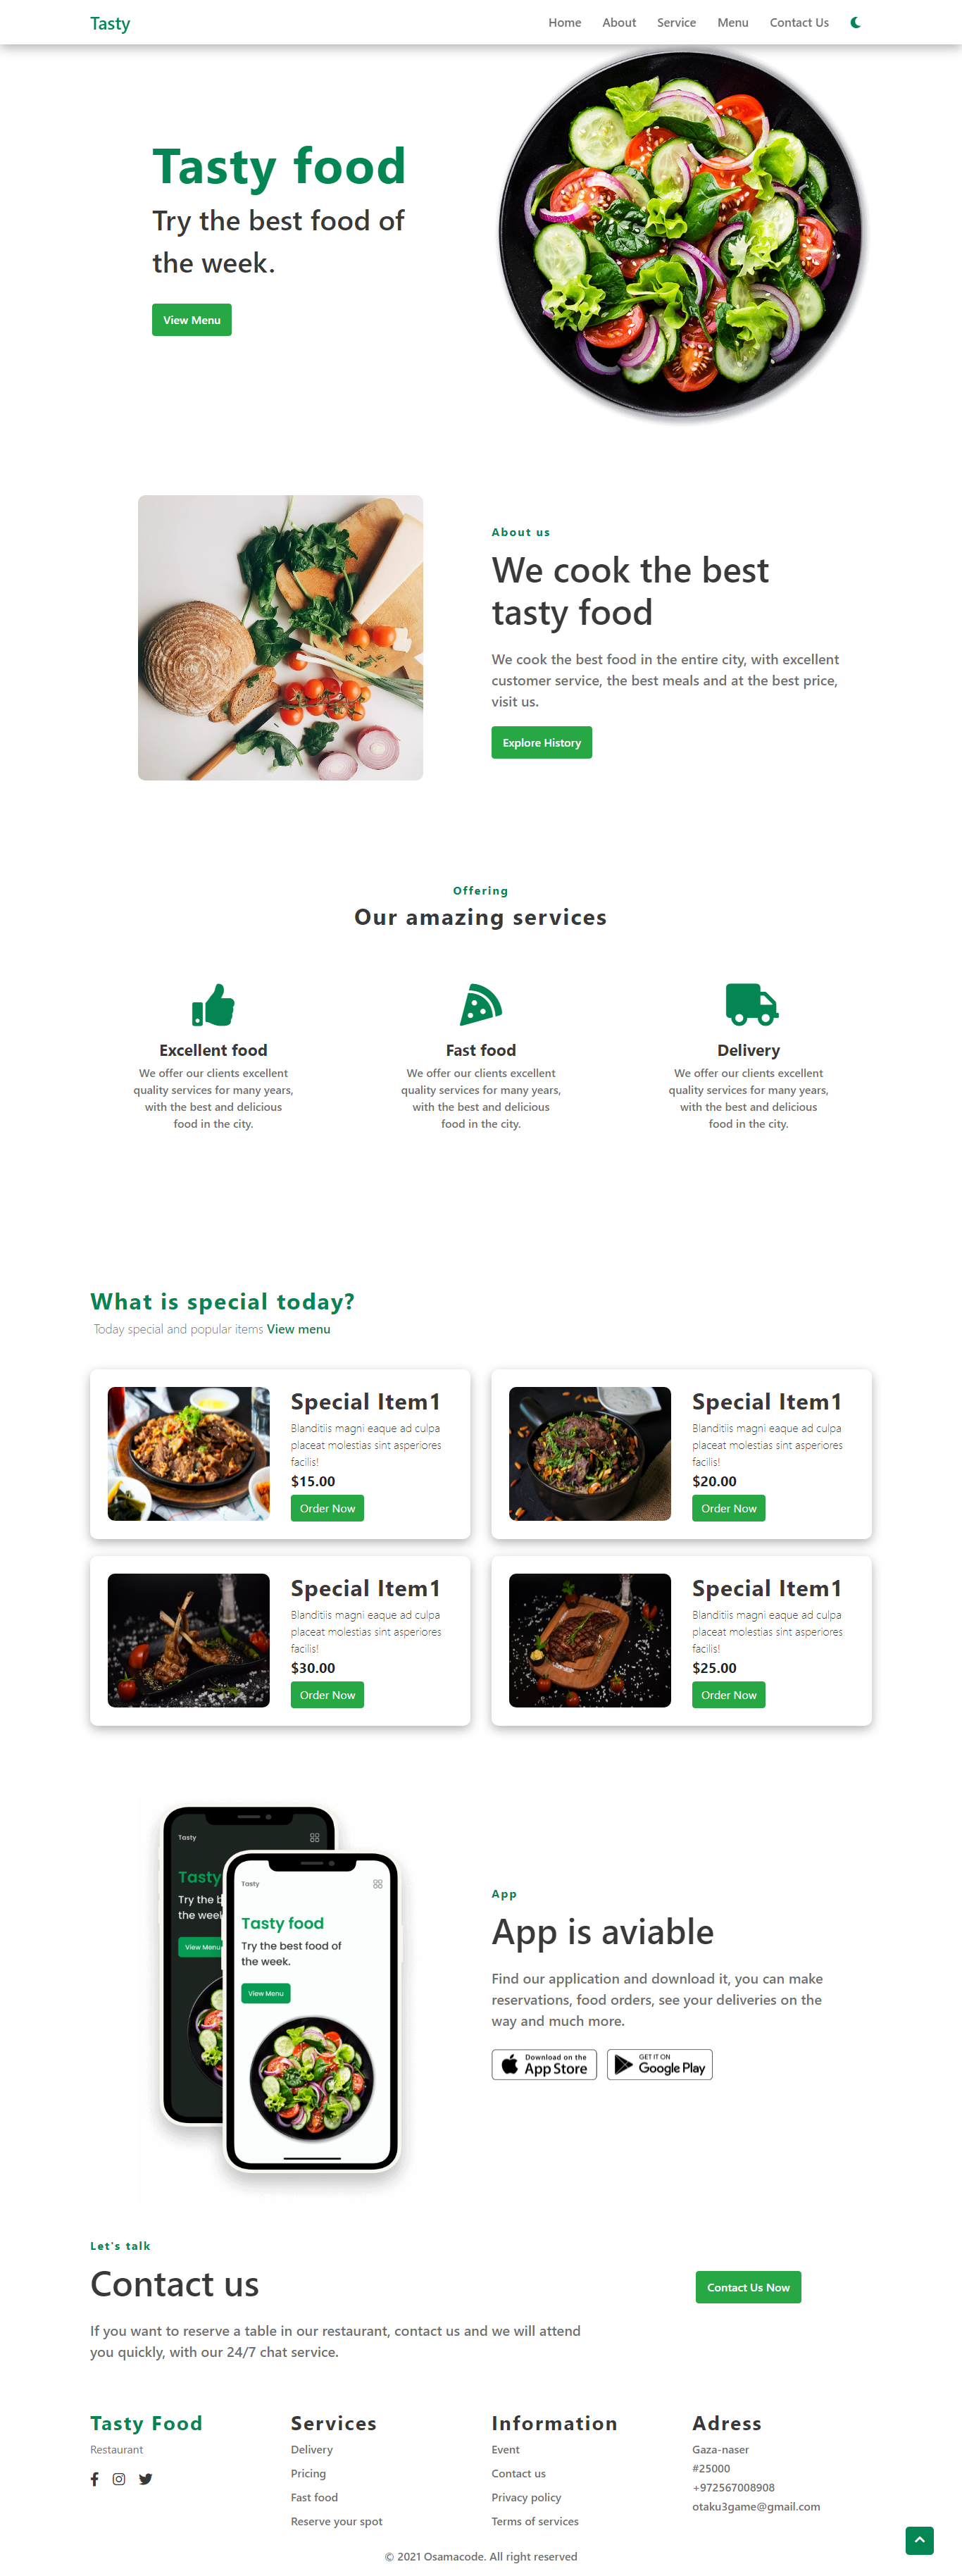 Tasty
Home
About
Service
Menu
Contact Us
Tasty food
Try the best food of
the week.
View Menu
About us
We cook the best
tasty food
We cook the best food in the entire city, with excellent
customer service, the best meals and at the best price,
visit us.
Explore History
Offering
Our amazing services
Excellent food
We offer our clients excellent
quality services for many years,
with the best and delicious
food in the city.
Fast food
We offer our clients excellent
quality services for many years,
with the best and delicious
food in the city.
Delivery
We offer our clients excellent
quality services for many years,
with the best and delicious
food in the city.
What is special today?
Today special and popular items View menu
Special Item1
Blanditiis magni eaque ad culpa
placeat molestias sint asperiores
facilis!
$15.00
Order Now
Special Item1
Blanditiis magni eaque ad culpa
placeat molestias sint asperiores
facilis!
$20.00
Order Now
Special Item1
Blanditiis magni eaque ad culpa
placeat molestias sint asperiores
facilis!
$30.00
Order Now
Special Item1
Blanditiis magni eaque ad culpa
placeat molestias sint asperiores
facilis!
$25.00
Order Now
Tasty
Tasty
Try the b
the week
View Menu
Tasty
Tasty food
Try the best food of
the week.
View Menu
App
App is aviable
Find our application and download it, you can make
reservations, food orders, see your deliveries on the
way and much more.
Download on the
App Store
GET IT ON
Google Play
Let's talk
Contact us
If you want to reserve a table in our restaurant, contact us and we will attend
you quickly, with our 24/7 chat service.
Contact Us Now
Tasty Food
Restaurant
Services
Delivery
Pricing
Fast food
Reserve your spot
Information
Event
Contact us
Privacy policy
Terms of services
Adress
Gaza-naser
#25000
+972567008908
otaku3game@gmail.com
© 2021 Osamacode. All right reserved